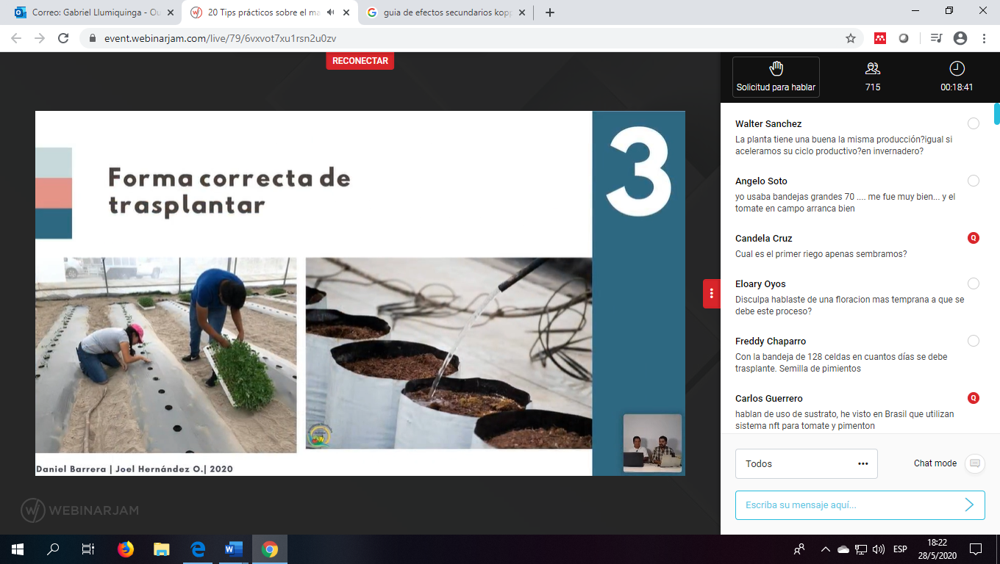 Correo: Gabriel Llumiquinga - Ou
20 Tips prácticos sobre el ma
guia de efectos secundarios kopp
event.webinarjam.com/live/79/6vxvot7xu1rsn2u0zv
RECONECTAR
Forma correcta de
trasplantar
3
Daniel Barrera | Joel Hernández O.| 2020
WEBINARJAM
Solicitud para hablar
715
00:18:41
Walter Sanchez
La planta tiene una buena la misma producción?igual si
aceleramos su ciclo productivo?en invernadero?
Angelo Soto
yo usaba bandejas grandes 70 .... me fue muy bien... y el
tomate en campo arranca bien
Candela Cruz
Q
Cual es el primer riego apenas sembramos?
Eloary Oyos
Disculpa hablaste de una floracion mas temprana a que se
debe este proceso?
Freddy Chaparro
Con la bandeja de 128 celdas en cuantos días se debe
trasplante. Semilla de pimientos
Carlos Guerrero
Q
hablan de uso de sustrato, he visto en Brasil que utilizan
sistema nft para tomate y pimenton
Todos
Chat mode
Escriba su mensaje aquí...
ESP
18:22
28/5/2020